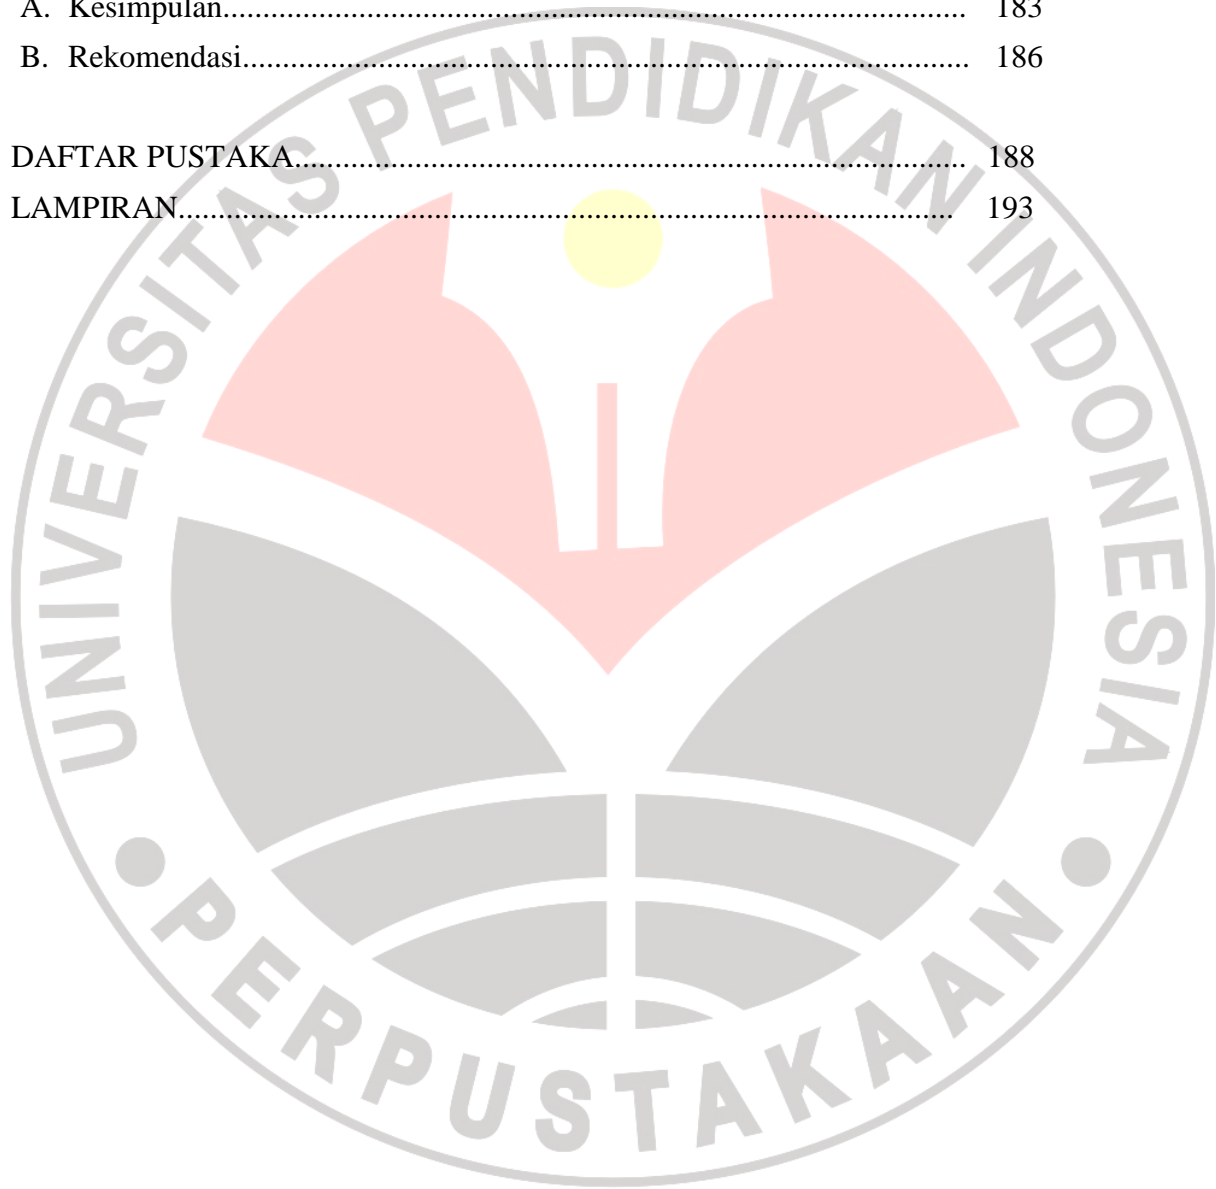 A. Kesimpulan............................................................................................. 183
B. Rekomendasi........................................................................................... 186
DAFTAR PUSTAKA.................................................................................... 188
LAMPIRAN................................................................................................. 193
UNIVERSITAS PENDIDIKAN INDONESIA
PERPUSTAKAAN